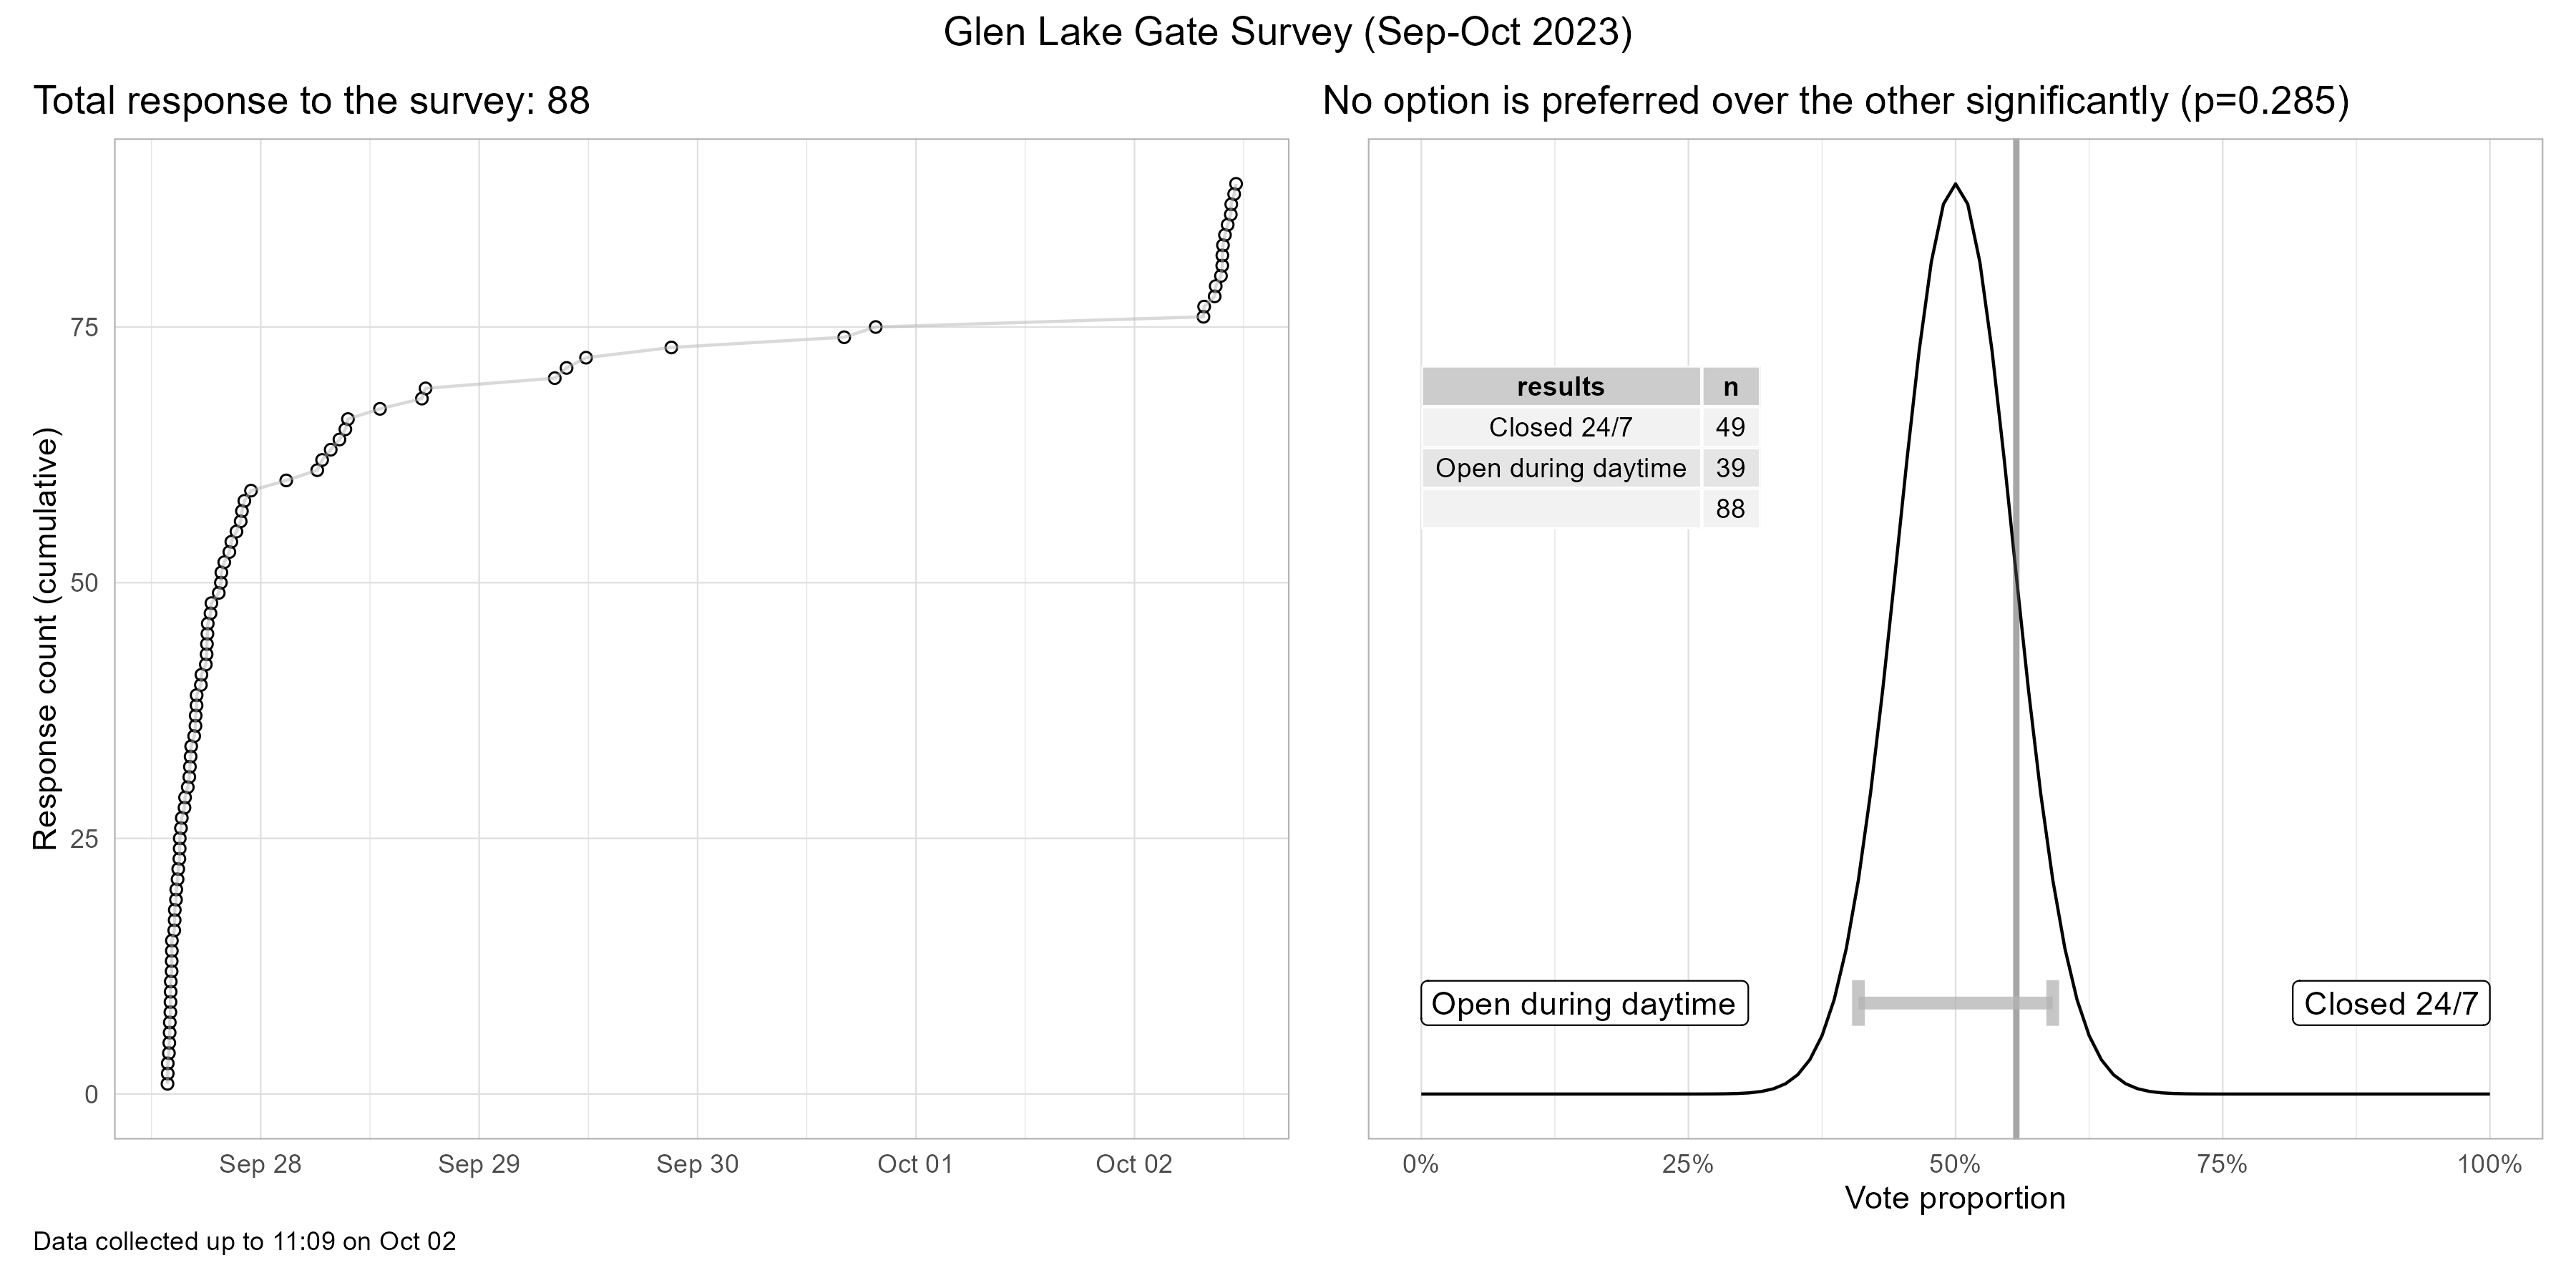 Glen Lake Gate Survey (Sep-Oct 2023)
Total response to the survey: 88
Response count (cumulative)
75
50
25
0
Sep 28 Sep 29 Sep 30 Oct 01 Oct 02
No option is preferred over the other significantly (p=0.285)
results n
Closed 24/7 49
Open during daytime 39
88
Open during daytime Closed 24/7
0% 25% 50% 75% 100%
Vote proportion
Data collected up to 11:09 on Oct 02